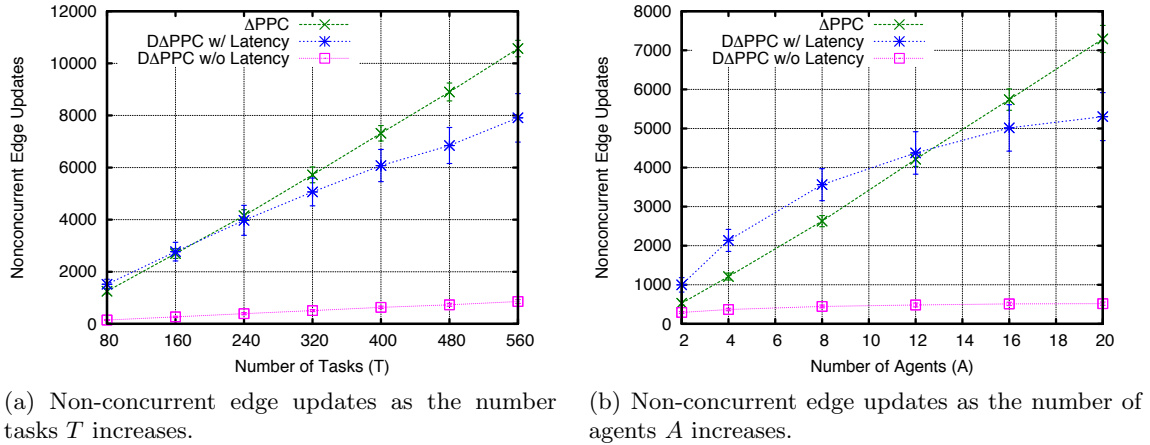 Nonconcurrent Edge Updates
12000
10000
8000
6000
4000
2000
0
ΔPPC
DΔPPC w/ Latency
DΔPPC w/o Latency
80 160 240 320 400 480 560
Number of Tasks (T)
(a) Non-concurrent edge updates as the number
tasks T increases.
Nonconcurrent Edge Updates
8000
7000
6000
5000
4000
3000
2000
1000
0
ΔPPC
DΔPPC w/ Latency
DΔPPC w/o Latency
2 4 6 8 10 12 14 16 18 20
Number of Agents (A)
(b) Non-concurrent edge updates as the number of
agents A increases.